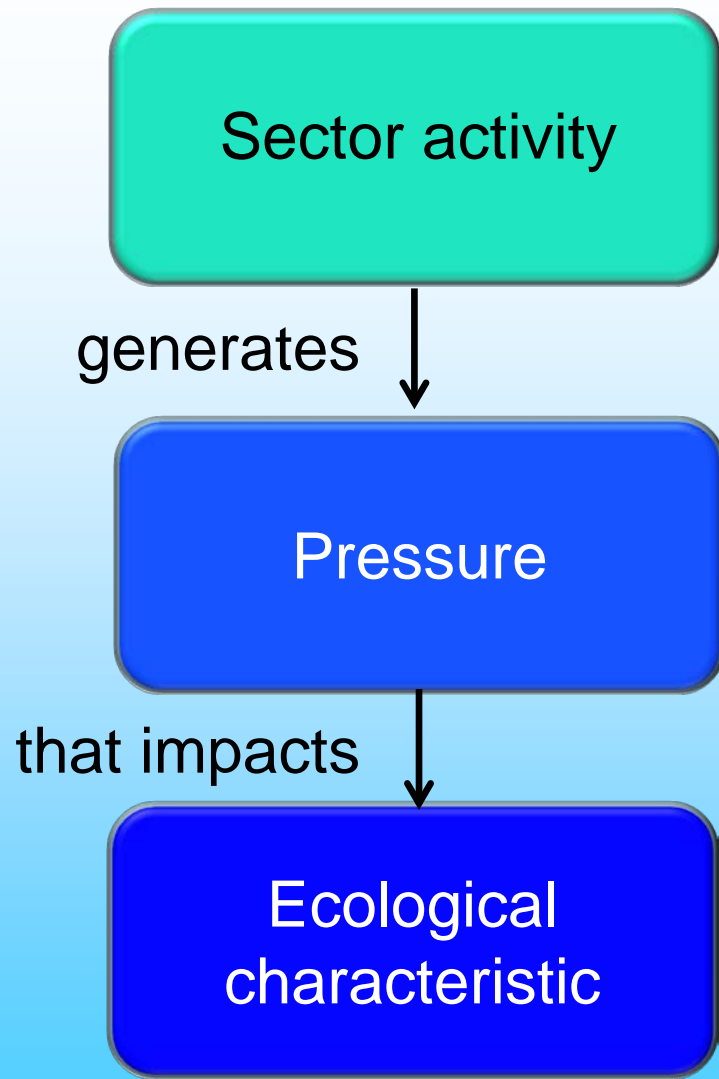 Sector activity
generates
Pressure
that impacts
Ecological
characteristic